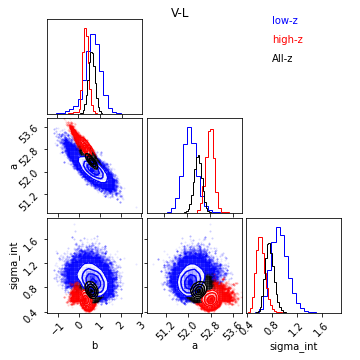 V-L
low-z
high-z
All-z
53.6
52.8
52.0
51.2
a
1.6
1.2
0.8
0.4
sigma_int
-1 0 1 2 3
b
51.2 52.0 52.8 53.6
a
0.4 0.8 1.2 1.6
sigma_int